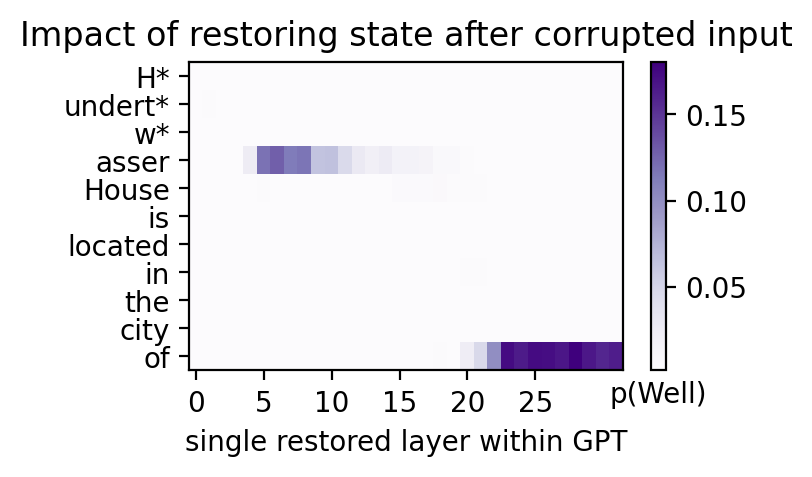 Impact of restoring state after corrupted input
H*
undert*
w*
asser
House
is
located
in
the
city
of
0 5 10 15 20 25
single restored layer within GPT
0.15
0.10
0.05
p(Well)